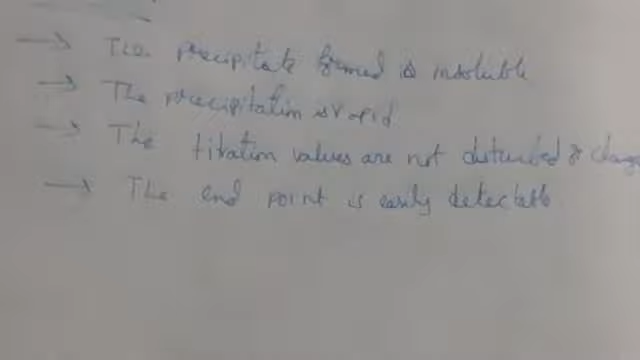 → The precipitate formed is insoluble
→ The precipitation is rapid
→ The titration values are not disturbed &
→ The end point is easily detectable